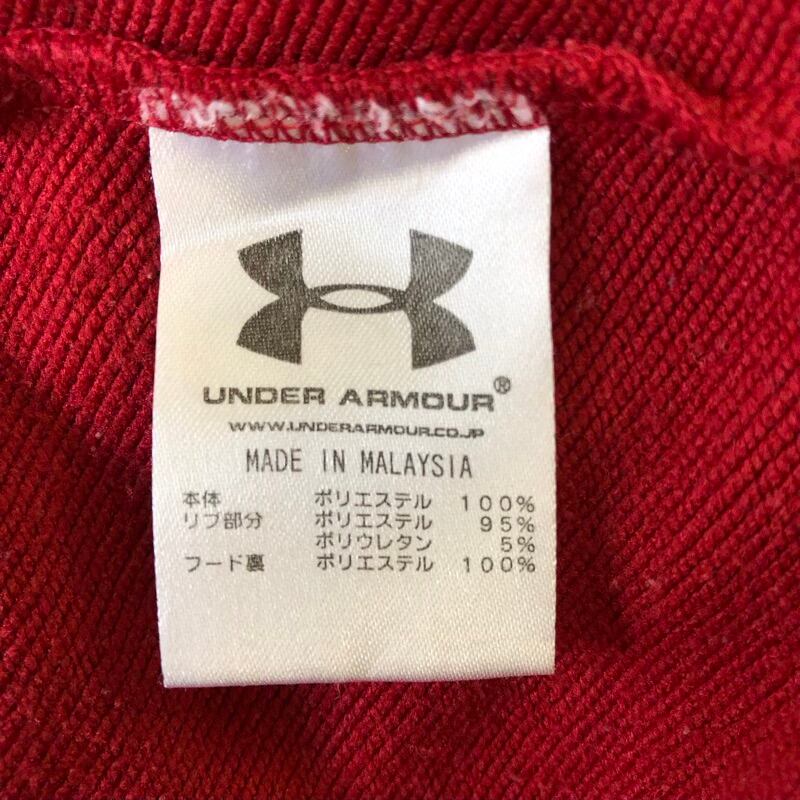 UNDER ARMOUR®
WWW.UNDERARMOUR.CO.JP
MADE IN MALAYSIA
本体 ポリエステル 100%
リブ部分 ポリエステル 95%
ポリウレタン 5%
フード裏 ポリエステル 100%